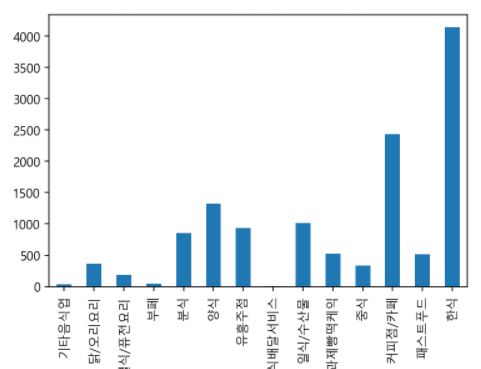 4000
3500
3000
2500
2000
1500
1000
500
0
기타음식업
닭/오리요리
식/퓨전요리
부페
분식
양식
유흥주점
식배달서비스
일식/수산물
과제빵떡케익
중식
커피점/카페
패스트푸드
한식